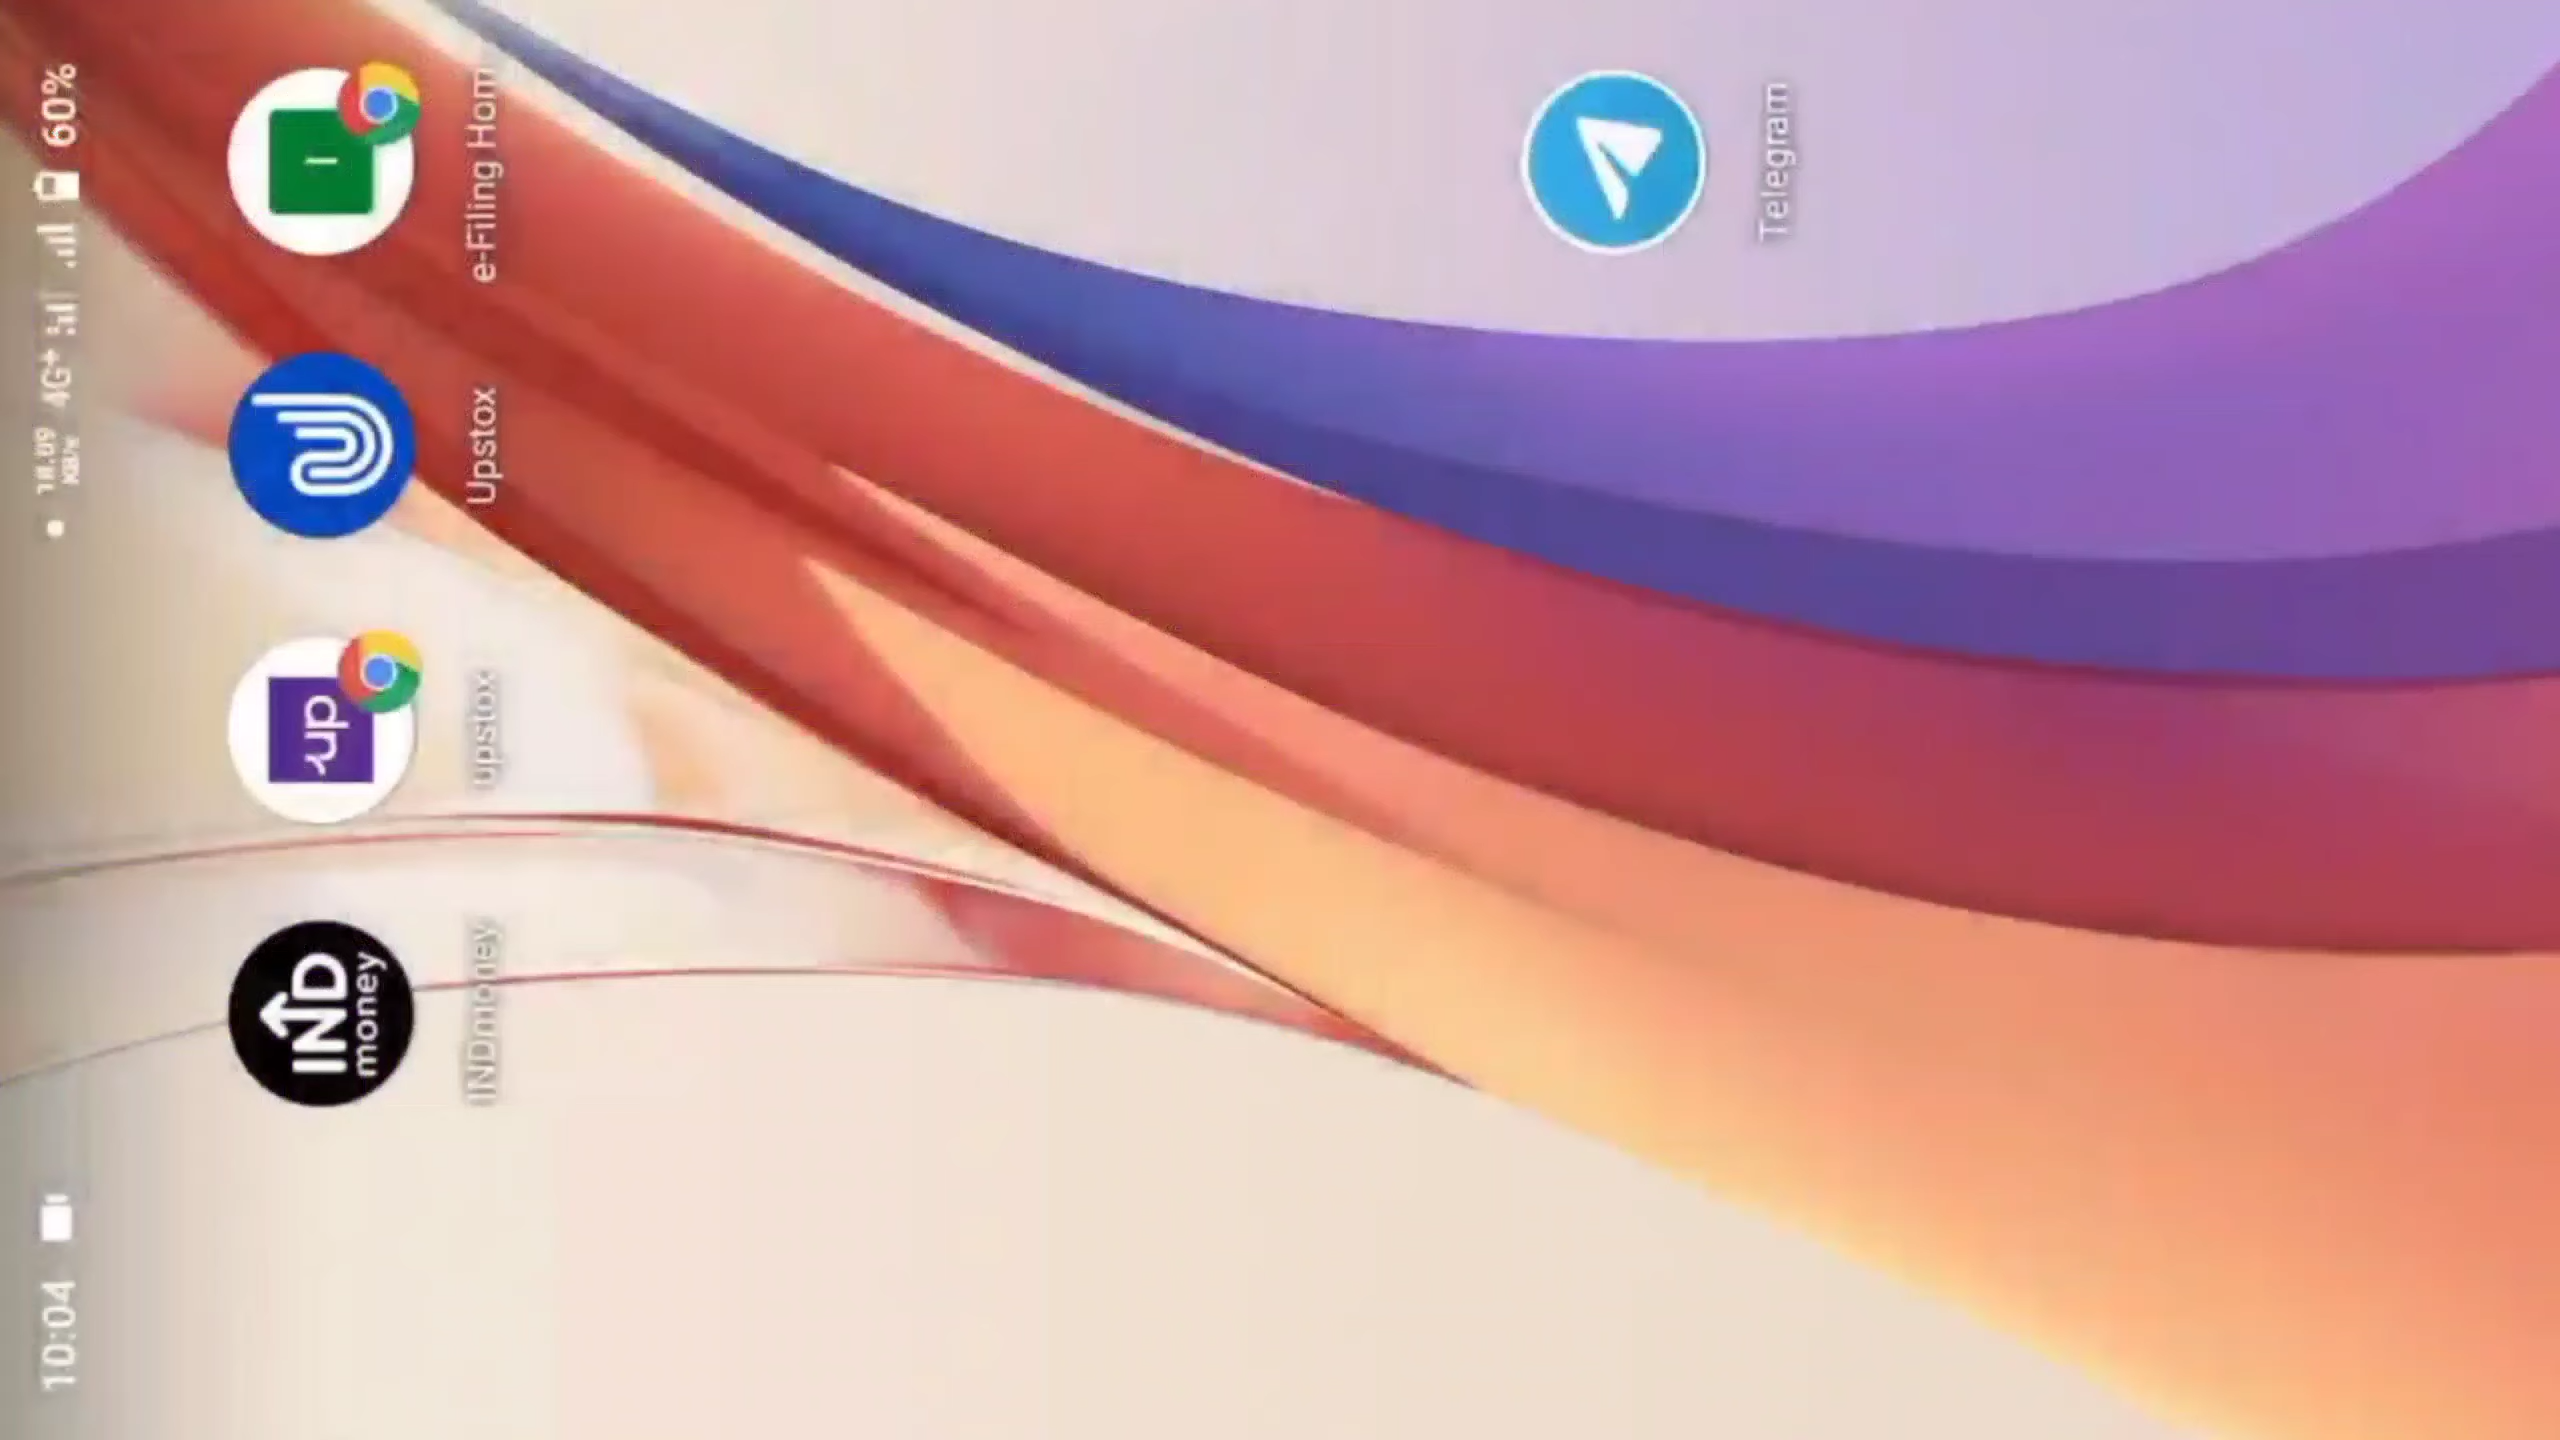 10:04
4G+
60%
IND
money
INDmoney
up
upstox
Upstox
e-Filing Hom
Telegram